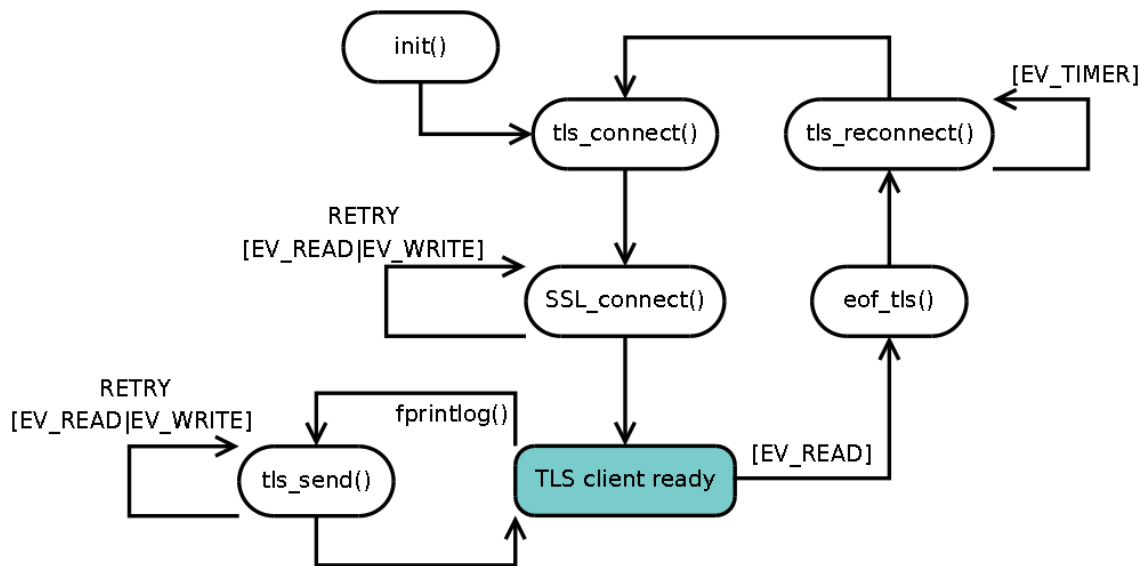 init()
[EV_TIMER]
tls_connect()
tls_reconnect()
RETRY
[EV_READ|EV_WRITE]
SSL_connect()
eof_tls()
RETRY
[EV_READ|EV_WRITE]
fprintlog()
[EV_READ]
tls_send()
TLS client ready